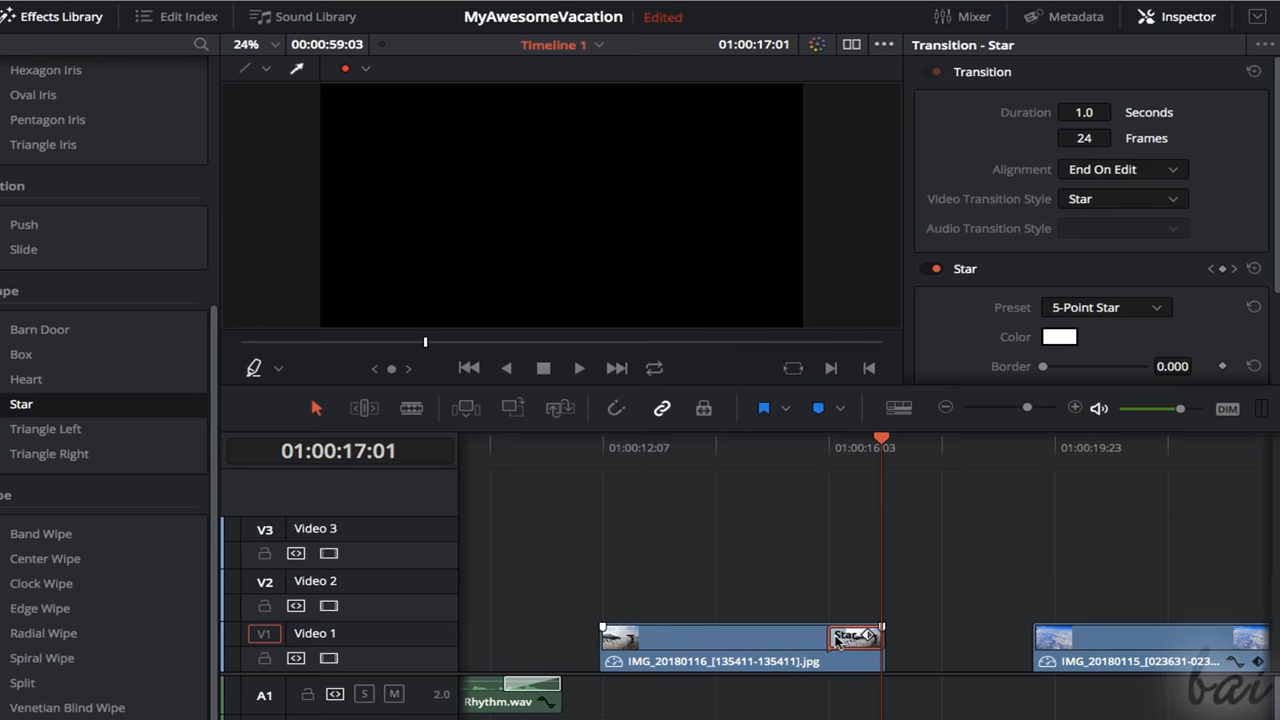 Effects Library
Edit Index
Sound Library
MyAwesomeVacation
Edited
Mixer
Metadata
Inspector
24%
00:00:59:03
Timeline 1
01:00:17:01
Transition - Star
Hexagon Iris
Oval Iris
Pentagon Iris
Triangle Iris
tion
Push
Slide
ape
Barn Door
Box
Heart
Star
Triangle Left
Triangle Right
pe
Band Wipe
Center Wipe
Clock Wipe
Edge Wipe
Radial Wipe
Spiral Wipe
Split
Venetian Blind Wipe
Transition
Duration 1.0 Seconds
24 Frames
Alignment End On Edit
Video Transition Style Star
Audio Transition Style
Star
Preset 5-Point Star
Color
Border 0.000
DIM
01:00:17:01
01:00:12:07
01:00:16:03
01:00:19:23
V3 Video 3
V2 Video 2
V1 Video 1
Star
IMG_20180116_[135411-135411].jpg
IMG_20180115_[023631-023...
A1 S M 2.0
Rhythm.wav
bai